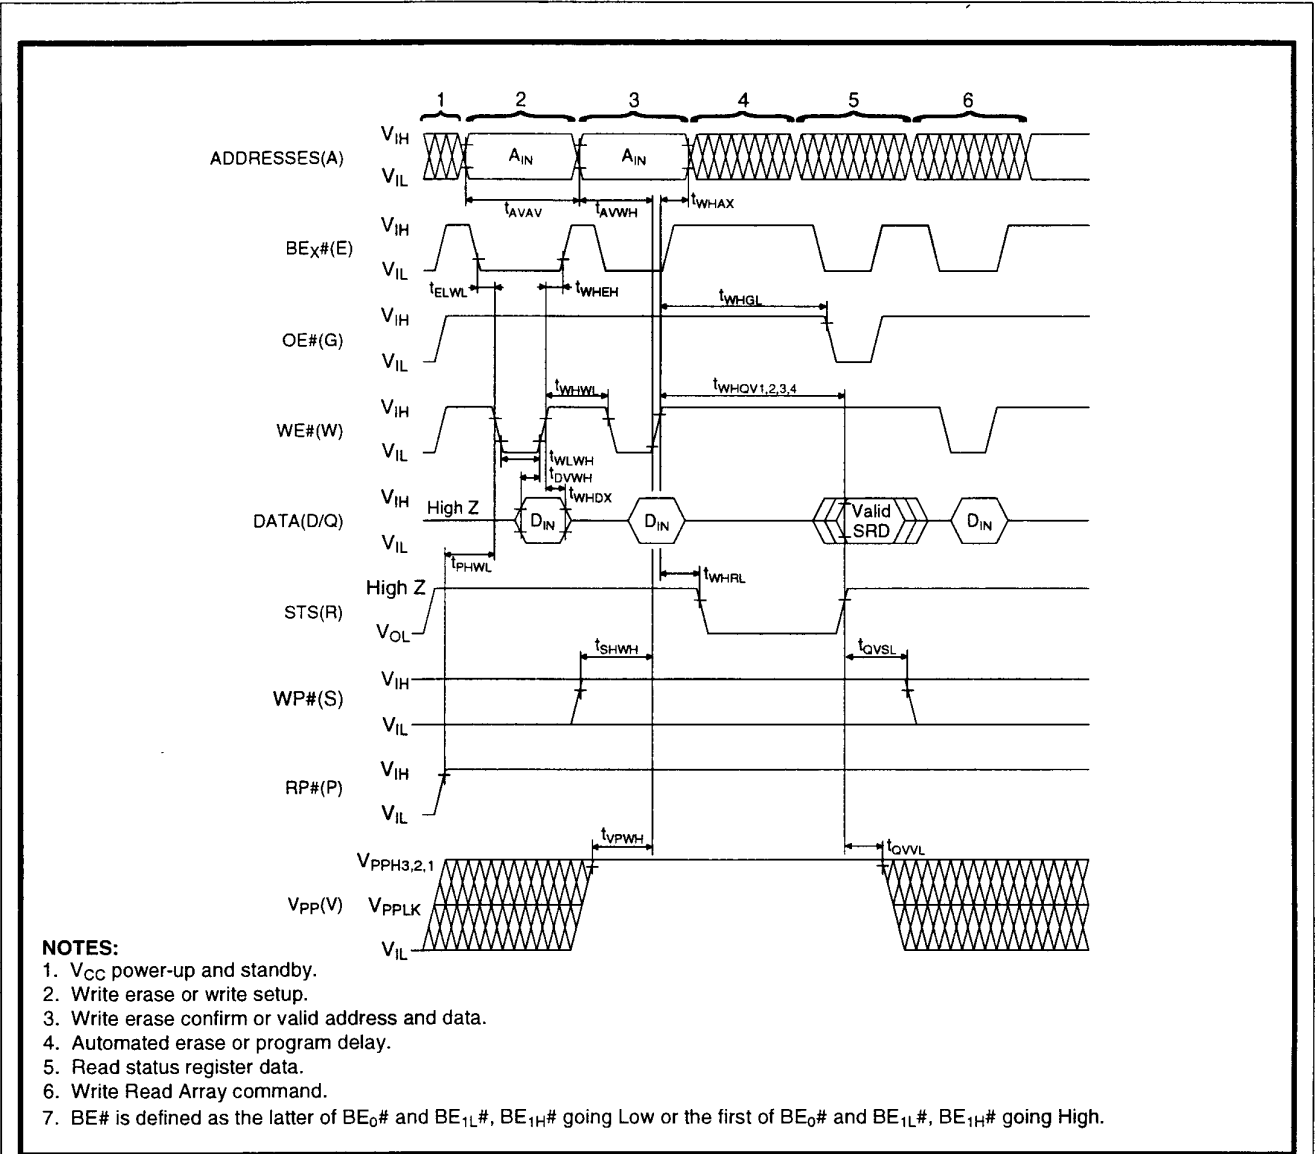 1 2 3 4 5 6
ADDRESSES(A) VIH VIL AIN AIN
tAVAV tAVWH tWHAX
BEX#(E) VIH VIL
tELWL tWHEH tWHGL
OE#(G) VIH VIL
tWHWL tWHQV1,2,3,4
WE#(W) VIH VIL
tWLWH
tDVWH
tWHDX
DATA(D/Q) VIH VIL High Z DIN DIN Valid SRD DIN
tPHWL
tWHRL
STS(R) High Z VOL
tSHWH tQVSL
WP#(S) VIH VIL
RP#(P) VIH VIL
tVPWH tQVVL
VPP(V) VPPH3,2,1 VPPLK VIL
NOTES:
1. VCC power-up and standby.
2. Write erase or write setup.
3. Write erase confirm or valid address and data.
4. Automated erase or program delay.
5. Read status register data.
6. Write Read Array command.
7. BE# is defined as the latter of BE0# and BE1L#, BE1H# going Low or the first of BE0# and BE1L#, BE1H# going High.